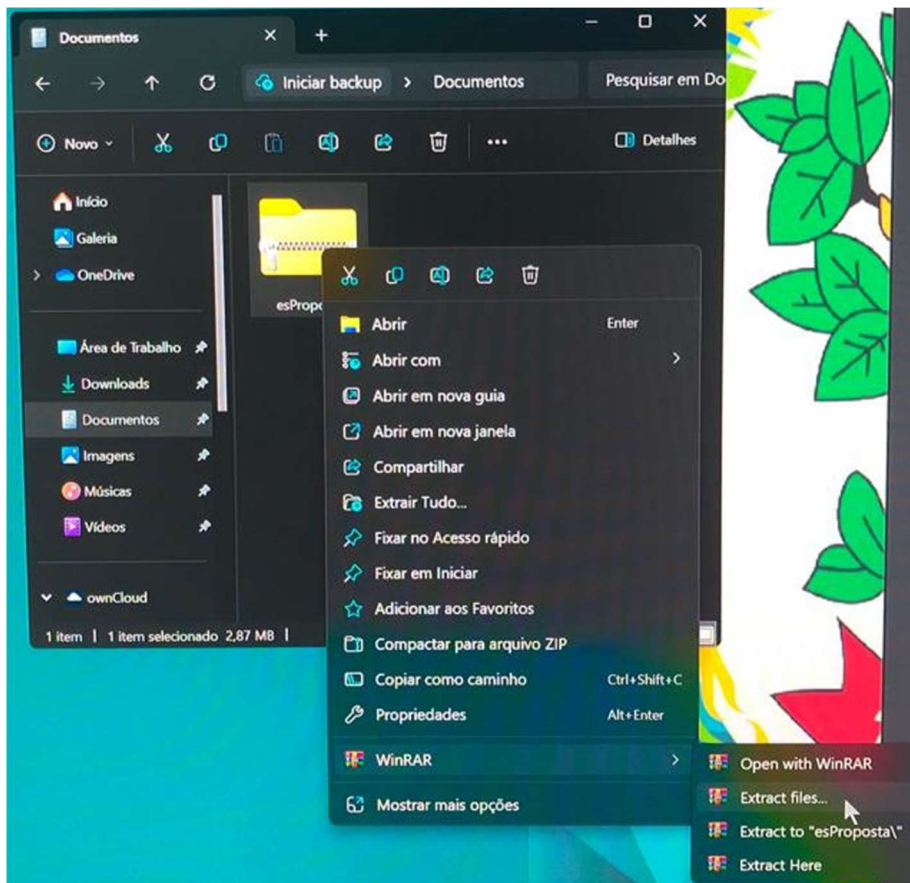 Documentos
Iniciar backup > Documentos
Pesquisar em Do
Novo
Detalhes
Início
Galeria
OneDrive
Área de Trabalho
Downloads
Documentos
Imagens
Músicas
Vídeos
ownCloud
1 item | 1 item selecionado 2,87 MB |
esPropo
Abrir Enter
Abrir com
Abrir em nova guia
Abrir em nova janela
Compartilhar
Extrair Tudo...
Fixar no Acesso rápido
Fixar em Iniciar
Adicionar aos Favoritos
Compactar para arquivo ZIP
Copiar como caminho Ctrl+Shift+C
Propriedades Alt+Enter
WinRAR
Mostrar mais opções
Open with WinRAR
Extract files...
Extract to "esProposta\"
Extract Here